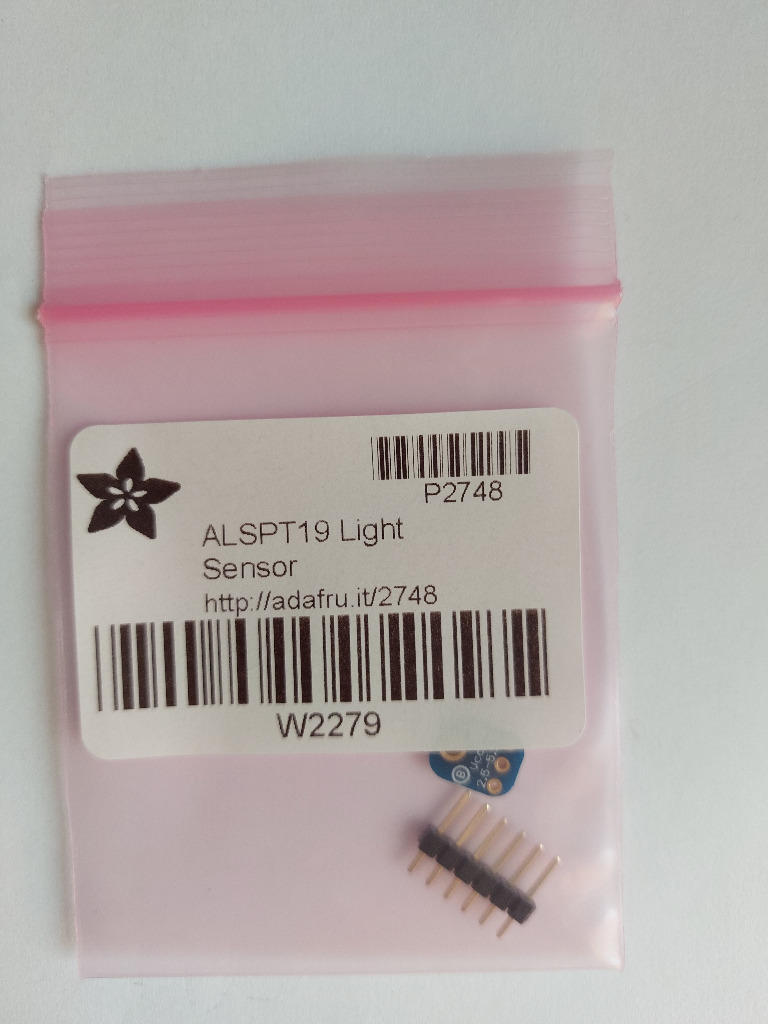 P2748
ALSPT19 Light
Sensor
http://adafru.it/2748
W2279